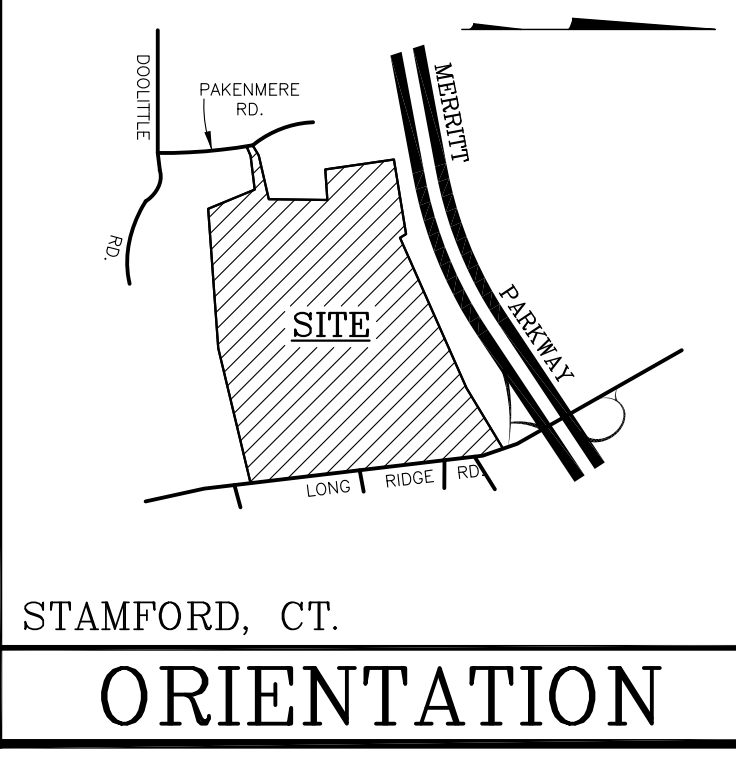 DOOLITTLE
RD.
PAKENMERE
RD.
MERRITT
PARKWAY
SITE
LONG RIDGE RD.
STAMFORD, CT.
ORIENTATION